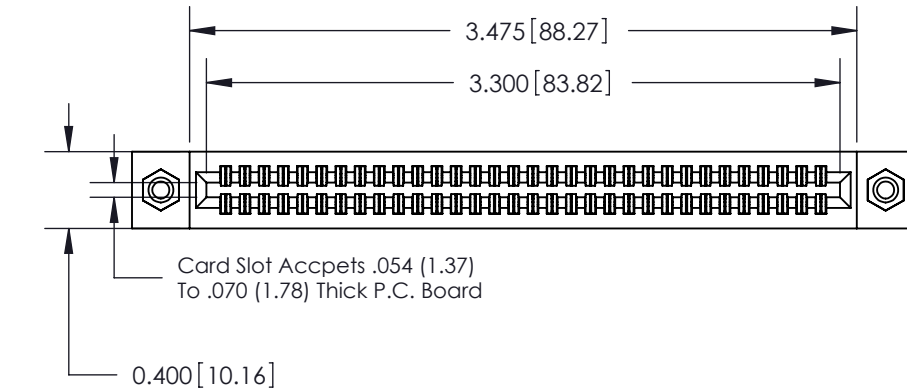 3.475[88.27]
3.300[83.82]
Card Slot Accpets .054 (1.37)
To .070 (1.78) Thick P.C. Board
0.400[10.16]